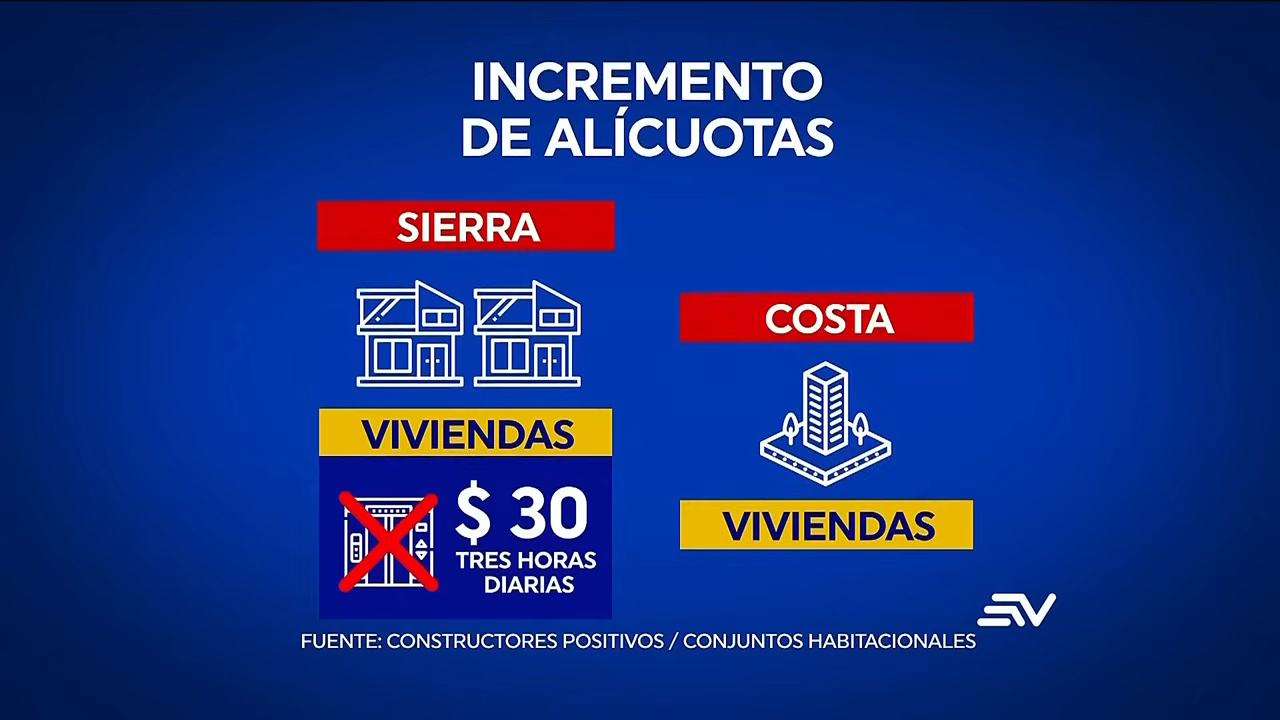 INCREMENTO
DE ALÍCUOTAS
SIERRA
VIVIENDAS
$ 30
TRES HORAS
DIARIAS
COSTA
VIVIENDAS
FUENTE: CONSTRUCTORES POSITIVOS / CONJUNTOS HABITACIONALES